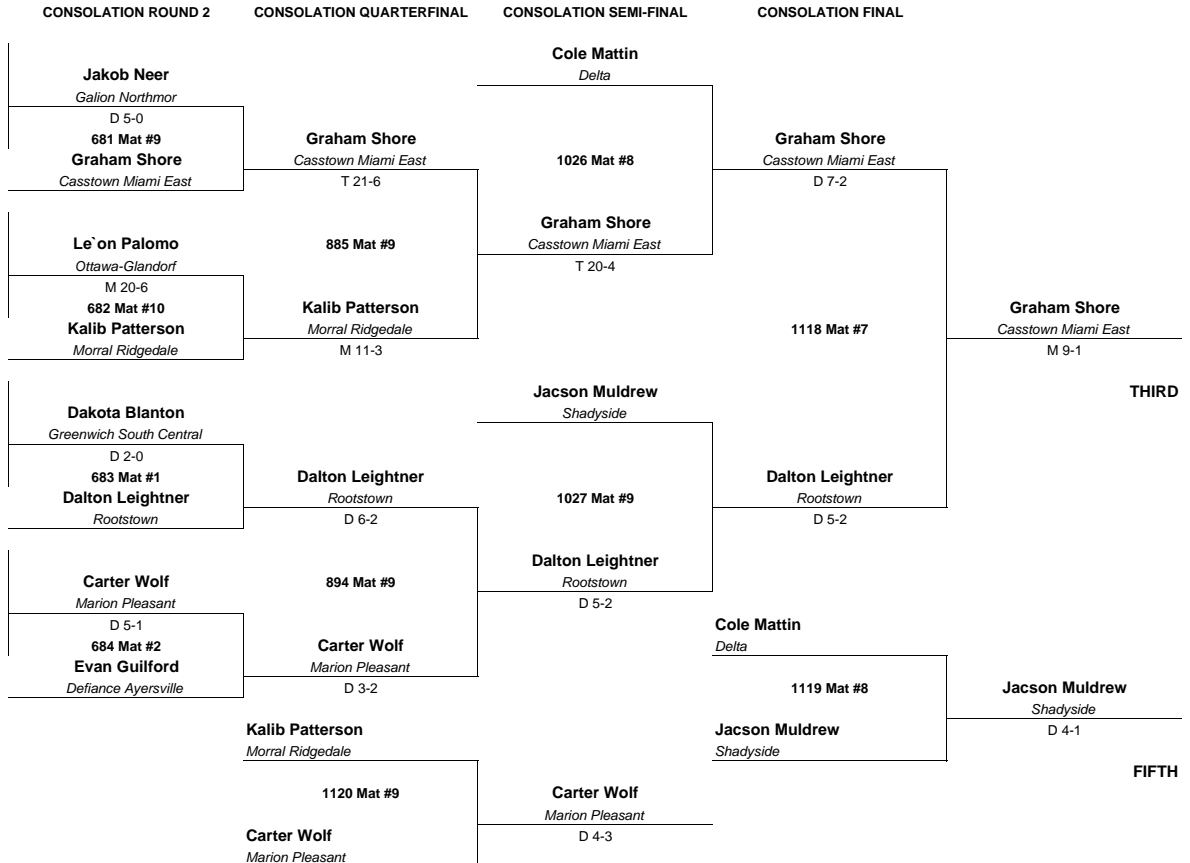 CONSOLATION ROUND 2
CONSOLATION QUARTERFINAL
CONSOLATION SEMI-FINAL
CONSOLATION FINAL
Jakob Neer
Galion Northmor
D 5-0
681 Mat #9
Graham Shore
Casstown Miami East
Le`on Palomo
Ottawa-Glandorf
M 20-6
682 Mat #10
Kalib Patterson
Morral Ridgedale
Dakota Blanton
Greenwich South Central
D 2-0
683 Mat #1
Dalton Leightner
Rootstown
Carter Wolf
Marion Pleasant
D 5-1
684 Mat #2
Evan Guilford
Defiance Ayersville
Graham Shore
Casstown Miami East
T 21-6
885 Mat #9
Kalib Patterson
Morral Ridgedale
M 11-3
Dalton Leightner
Rootstown
D 6-2
894 Mat #9
Carter Wolf
Marion Pleasant
D 3-2
Kalib Patterson
Morral Ridgedale
1120 Mat #9
Carter Wolf
Marion Pleasant
Cole Mattin
Delta
1026 Mat #8
Graham Shore
Casstown Miami East
T 20-4
Jacson Muldrew
Shadyside
1027 Mat #9
Dalton Leightner
Rootstown
D 5-2
Carter Wolf
Marion Pleasant
D 4-3
Graham Shore
Casstown Miami East
D 7-2
1118 Mat #7
Dalton Leightner
Rootstown
D 5-2
Cole Mattin
Delta
1119 Mat #8
Jacson Muldrew
Shadyside
Graham Shore
Casstown Miami East
M 9-1
THIRD
Jacson Muldrew
Shadyside
D 4-1
FIFTH